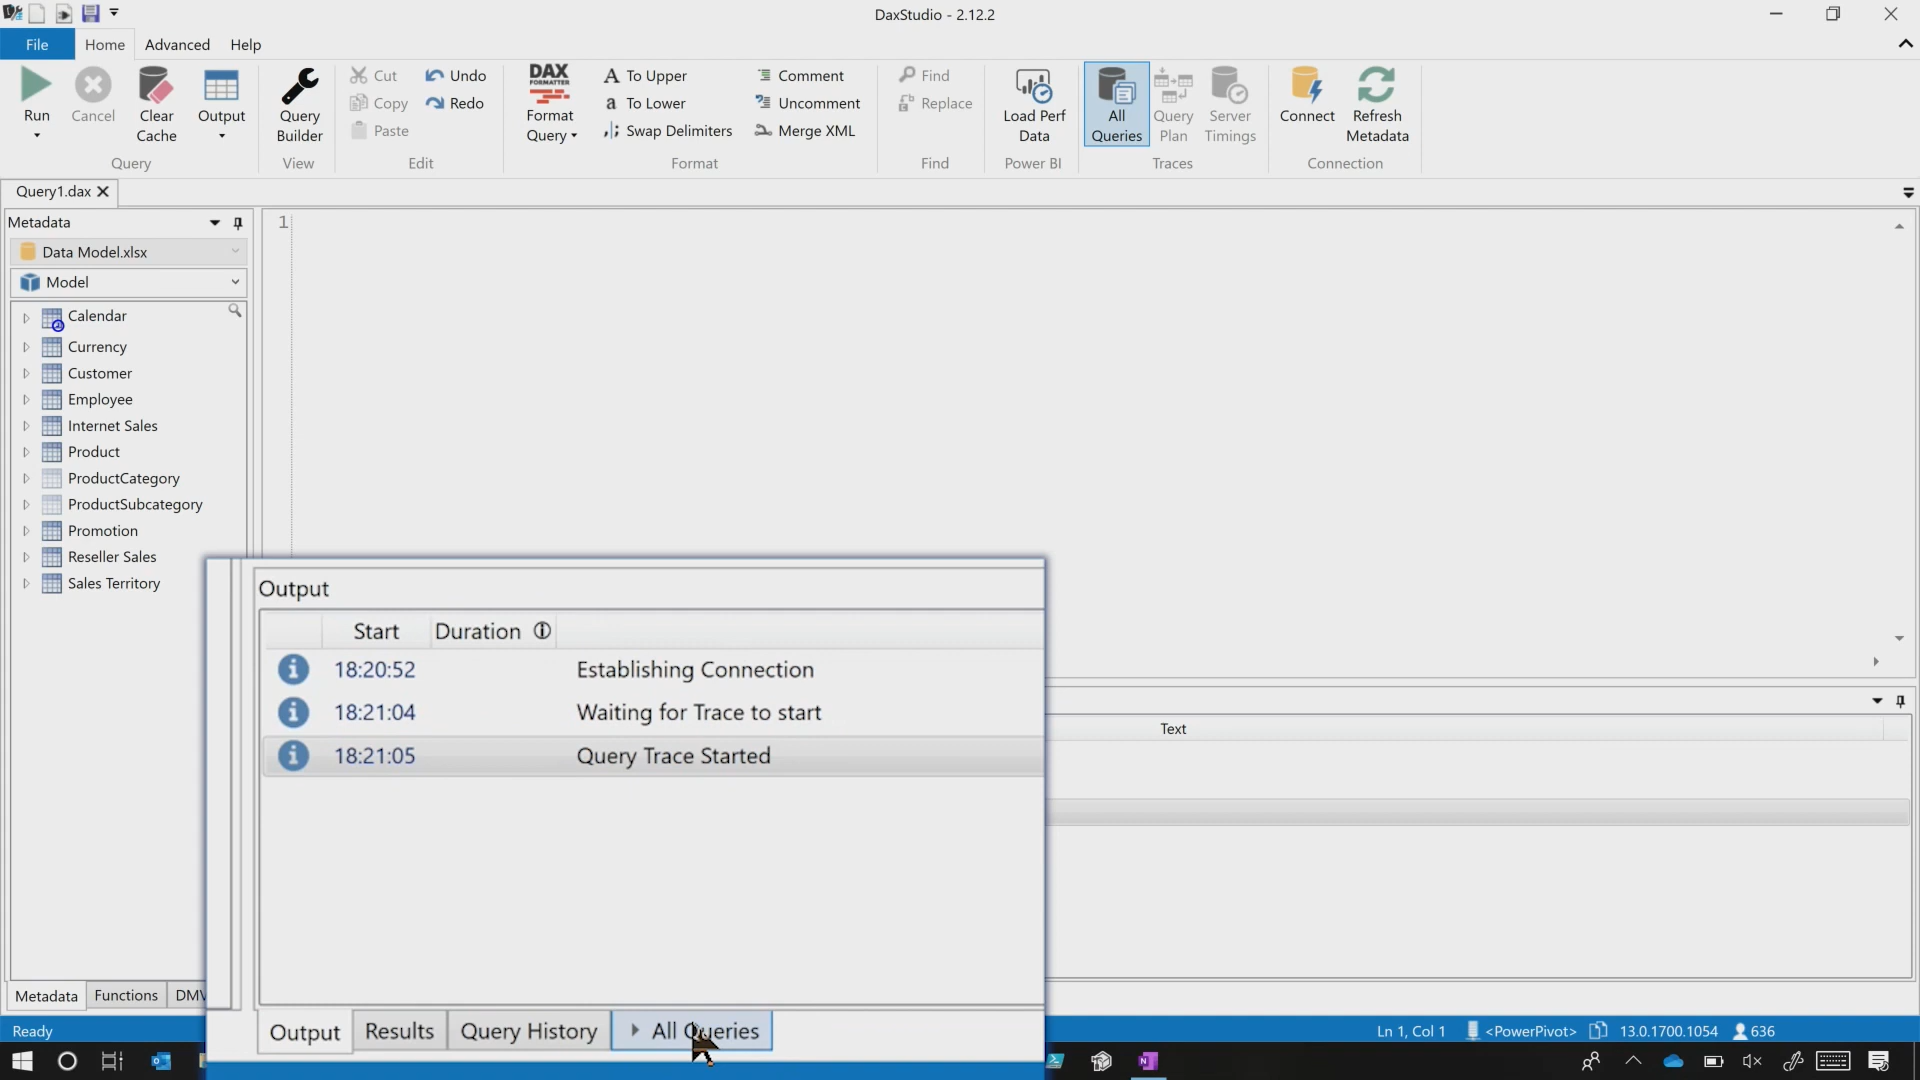 DaxStudio - 2.12.2
File Home Advanced Help
Run Cancel Clear Cache Output Query Builder
Cut Undo
Copy Redo
Paste
DAX FORMATTER
Format Query
To Upper Comment
To Lower Uncomment
Swap Delimiters Merge XML
Find
Replace
Load Perf Data
All Queries Query Plan Server Timings
Connect Refresh Metadata
Query View Edit Format Find Power BI Traces Connection
Query1.dax
Metadata
Data Model.xlsx
Model
Calendar
Currency
Customer
Employee
Internet Sales
Product
ProductCategory
ProductSubcategory
Promotion
Reseller Sales
Sales Territory
Metadata Functions DMV
1
Output
Start Duration
18:20:52 Establishing Connection
18:21:04 Waiting for Trace to start
18:21:05 Query Trace Started
Text
Output Results Query History All Queries
Ready Ln 1, Col 1 <PowerPivot> 13.0.1700.1054 636